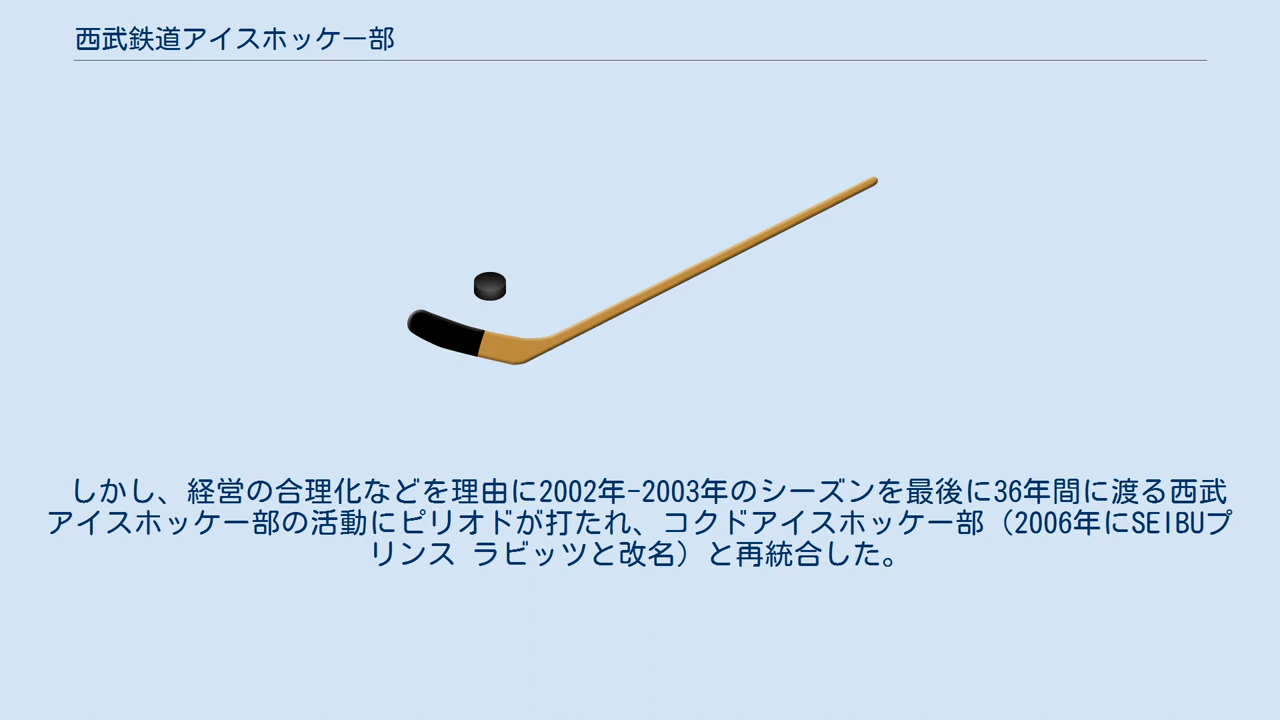 西武鉄道アイスホッケー部
しかし、経営の合理化などを理由に2002年-2003年のシーズンを最後に36年間に渡る西武
アイスホッケー部の活動にピリオドが打たれ、コクドアイスホッケー部（2006年にSEIBUプ
リンス ラビッツと改名）と再統合した。